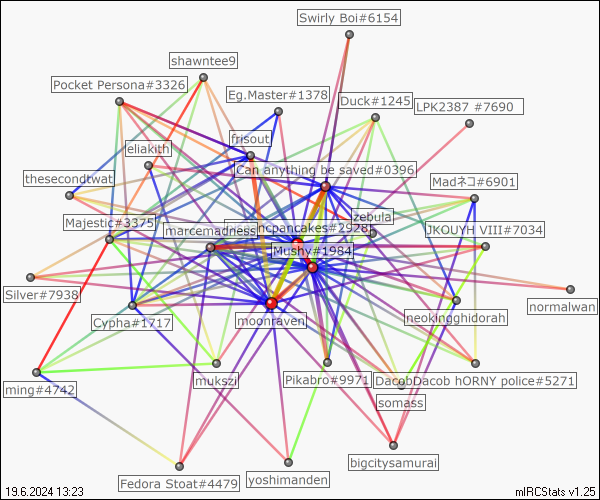 Swirly Boi#6154
shawntee9
Pocket Persona#3326
Eg.Master#1378
Duck#1245
LPK2387 #7690
frisout
eliakith
Can anything be saved#0396
thesecondtwat
Madネコ#6901
zebula
Majestic#3375
marcemadness
ncpancakes#2928
JKOUYH VIII#7034
Mushy#1984
Silver#7938
normalwan
Cypha#1717
moonraven
neokingghidorah
ming#4742
mukszil
Pikabro#9971
DacobDacob hORNY police#5271
somass
bigcitysamurai
Fedora Stoat#4479
yoshimanden
19.6.2024 13:23
mIRCStats v1.25